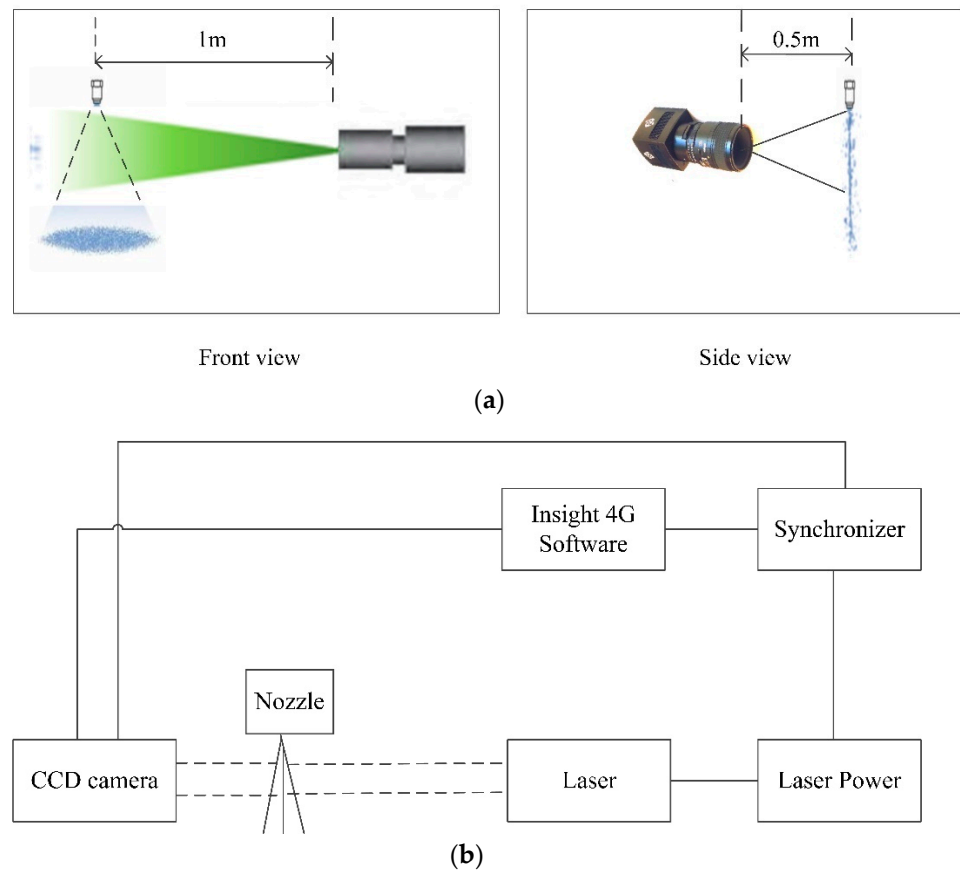 1m
0.5m
Front view
Side view
(a)
Insight 4G
Software
Synchronizer
Nozzle
CCD camera
Laser
Laser Power
(b)